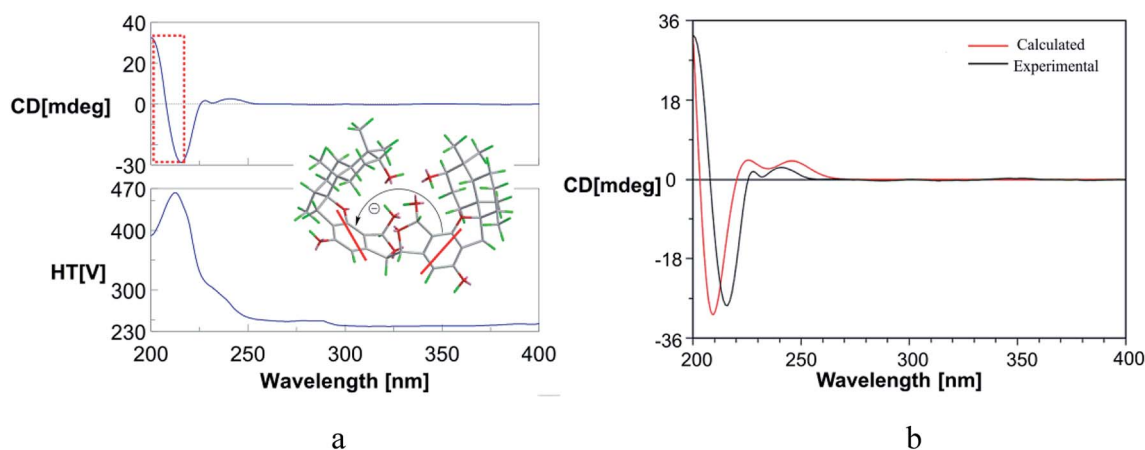 40
20
CD[mdeg] 0
-30
470
400
HT[V]
300
230
200 250 300 350 400
Wavelength [nm]
a
36
18
CD[mdeg] 0
-18
-36
200 250 300 350 400
Wavelength [nm]
Calculated
Experimental
b